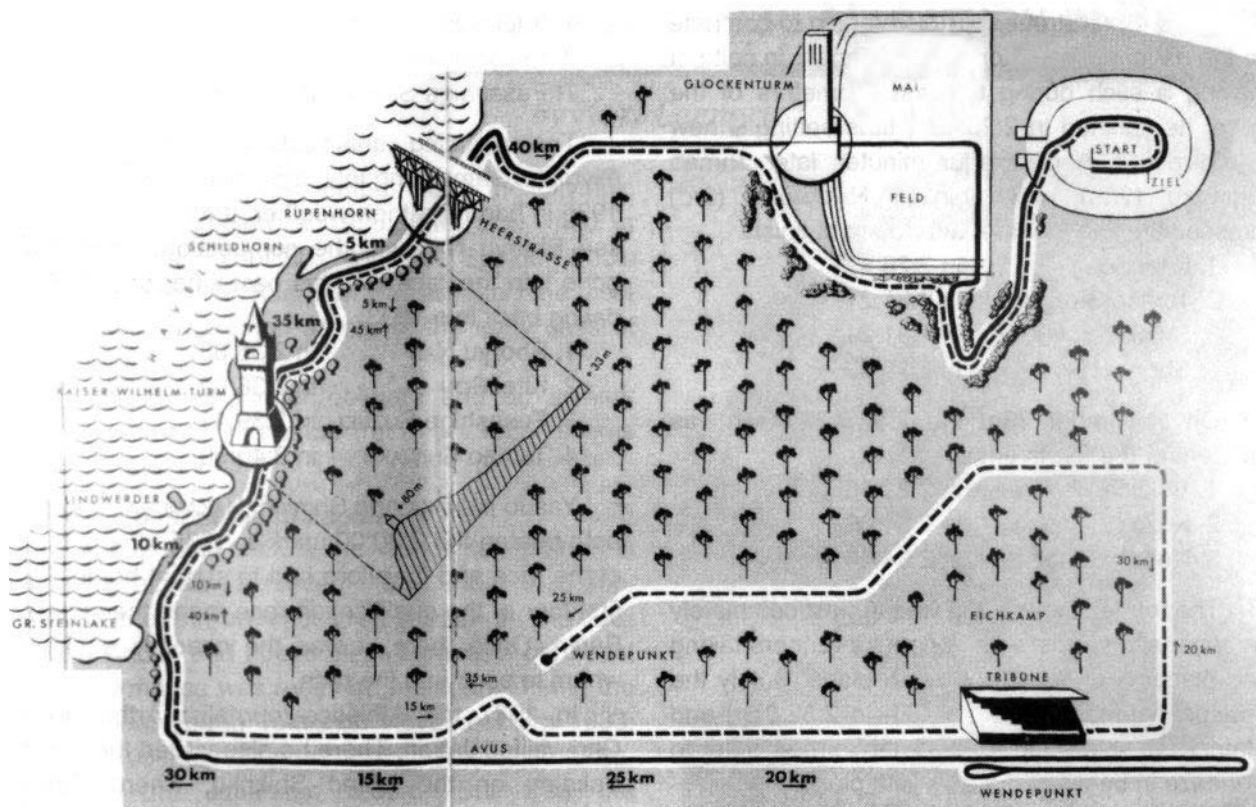 GLOCKENTURM
MAI
FELD
START
ZIEL
40 km
RUPENHORN
SCHILDHORN
HEERSTRASSE
5 km
5 km
45 km
35 km
+33 m
KAISER-WILHELM-TURM
LINDWERDER
+80 m
10 km
10 km
40 km
GR. STEINLAKE
25 km
WENDEPUNKT
30 km
EICHKAMP
20 km
TRIBÜNE
35 km
15 km
AVUS
30 km
15 km
25 km
20 km
WENDEPUNKT